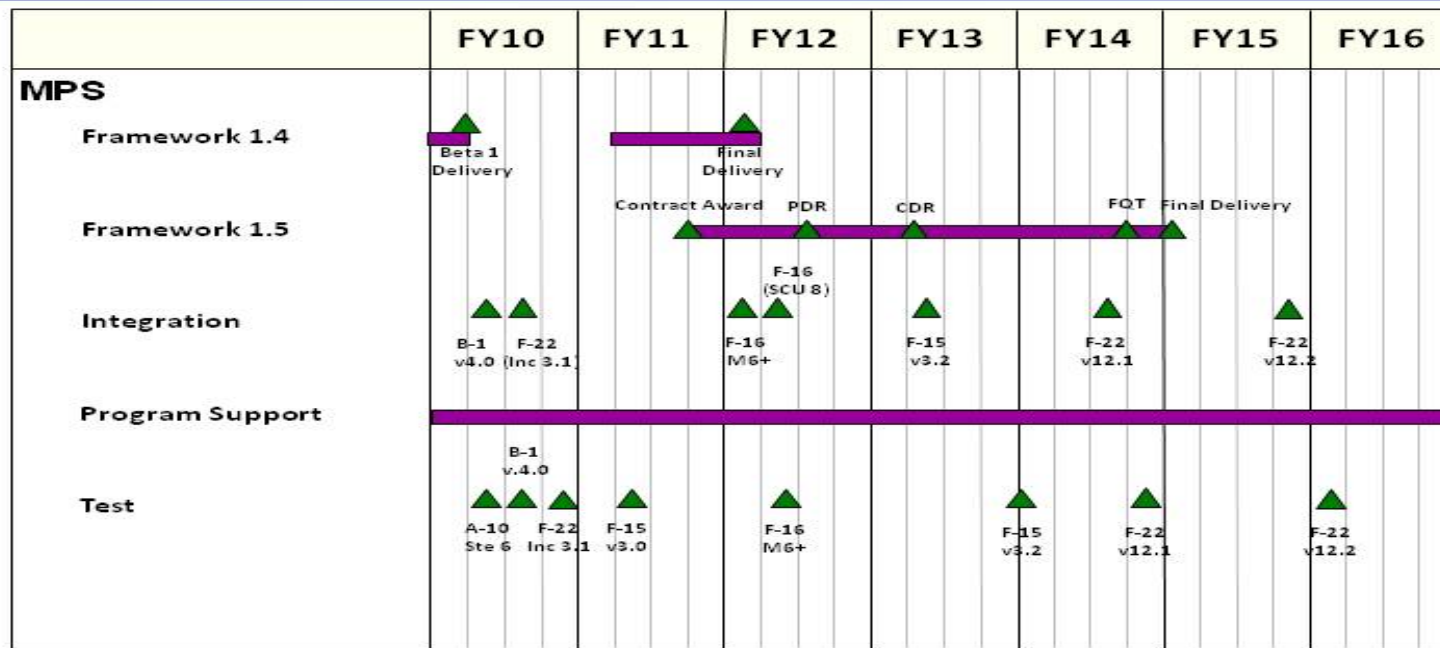 FY10 FY11 FY12 FY13 FY14 FY15 FY16
MPS
Framework 1.4
Beta 1
Delivery
Final
Delivery
Framework 1.5
Contract Award PDR CDR FQT Final Delivery
F-16
(SCU 8)
Integration
B-1 F-22 F-16 F-15 F-22 F-22
v4.0 (Inc 3.1) M6+ v3.2 v12.1 v12.2
Program Support
B-1
v.4.0
Test
A-10 F-22 F-15 F-16 F-15 F-22 F-22
Ste 6 Inc 3.1 v3.0 M6+ v3.2 v12.1 v12.2